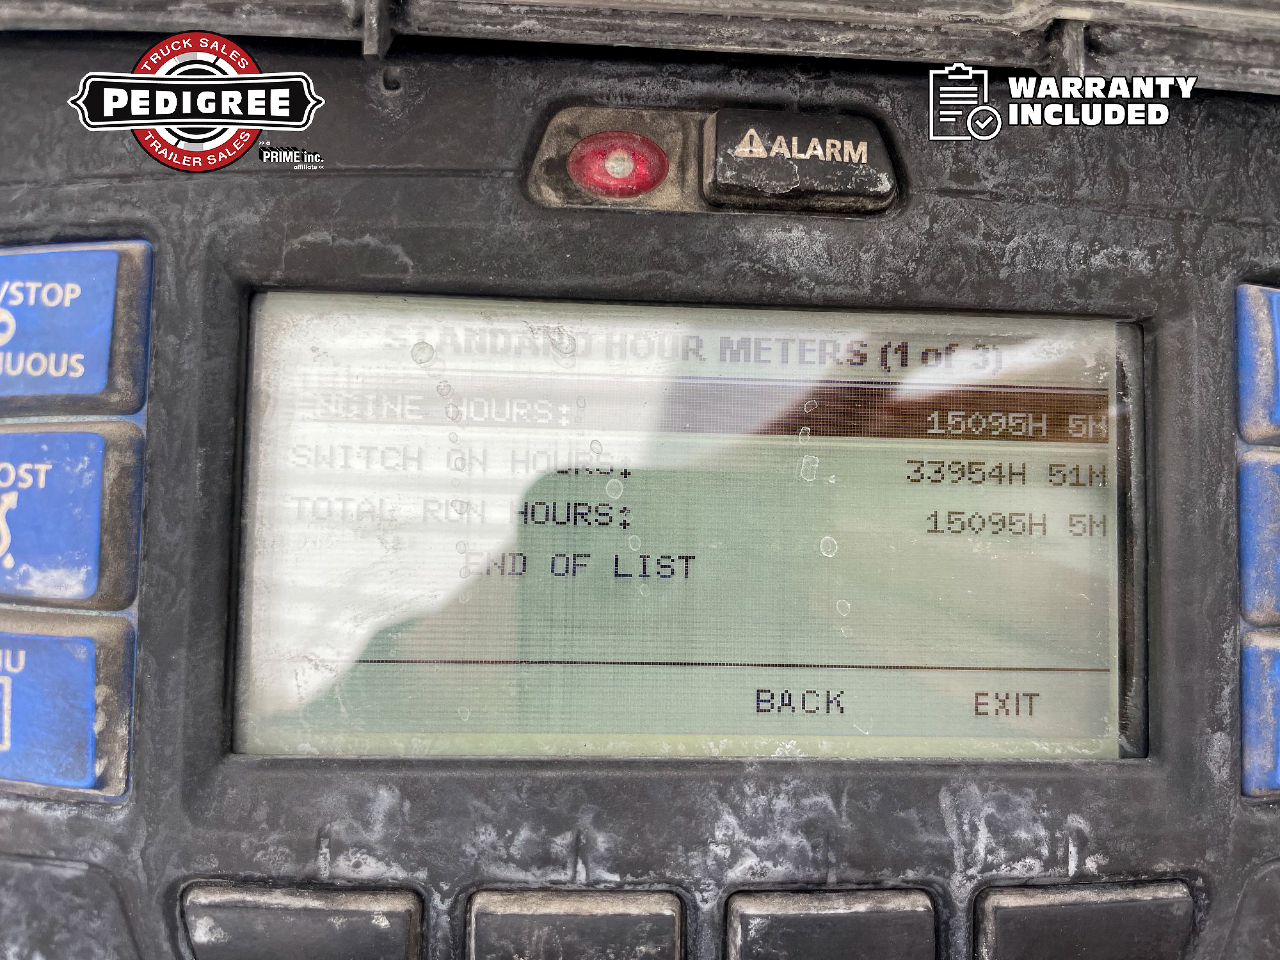 TRUCK SALES
PEDIGREE
TRAILER SALES
>> a
PRIME inc.
affiliate <<
WARRANTY
INCLUDED
ALARM
/STOP
NUOUS
OST
NU
STANDARD HOUR METERS (1 of 3)
ENGINE HOURS: 15095H 5M
SWITCH ON HOURS: 33954H 51M
TOTAL RUN HOURS: 15095H 5M
END OF LIST
BACK EXIT